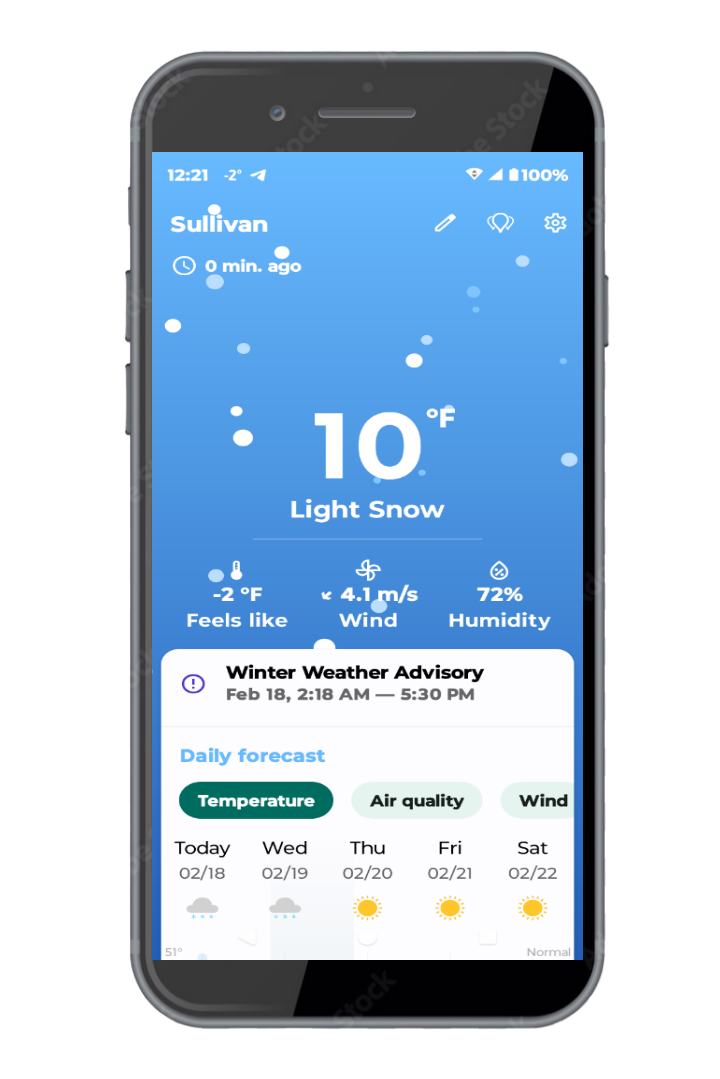 12:21 -2° 100%
Sullivan
0 min. ago
10 °F
Light Snow
-2 °F 4.1 m/s 72%
Feels like Wind Humidity
Winter Weather Advisory
Feb 18, 2:18 AM — 5:30 PM
Daily forecast
Temperature Air quality Wind
Today Wed Thu Fri Sat
02/18 02/19 02/20 02/21 02/22
51° Normal